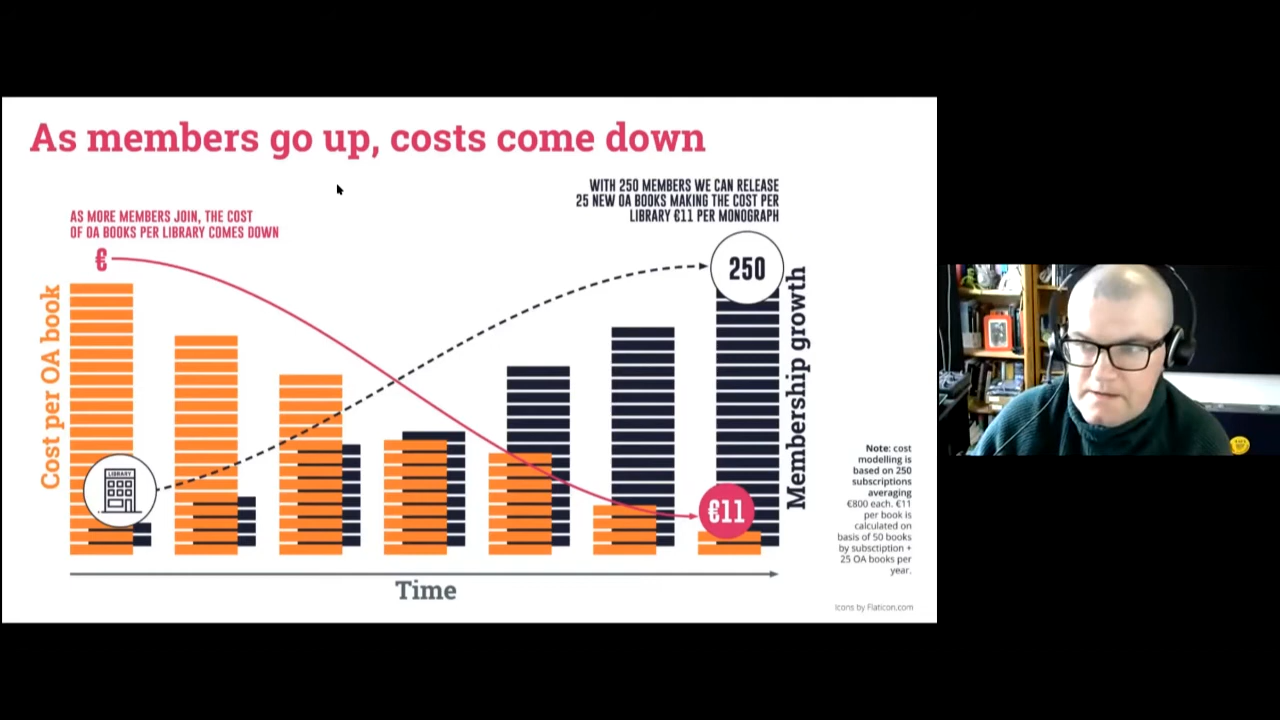 As members go up, costs come down
WITH 250 MEMBERS WE CAN RELEASE
25 NEW OA BOOKS MAKING THE COST PER
LIBRARY €11 PER MONOGRAPH
AS MORE MEMBERS JOIN, THE COST
OF OA BOOKS PER LIBRARY COMES DOWN
€
250
Cost per OA book
Membership growth
LIBRARY
€11
Note: cost
modelling is
based on 250
subscriptions
averaging
€800 each. €11
per book is
calculated on
basis of 50 books
by subsctiption +
25 OA books per
year.
Time
Icons by Flaticon.com